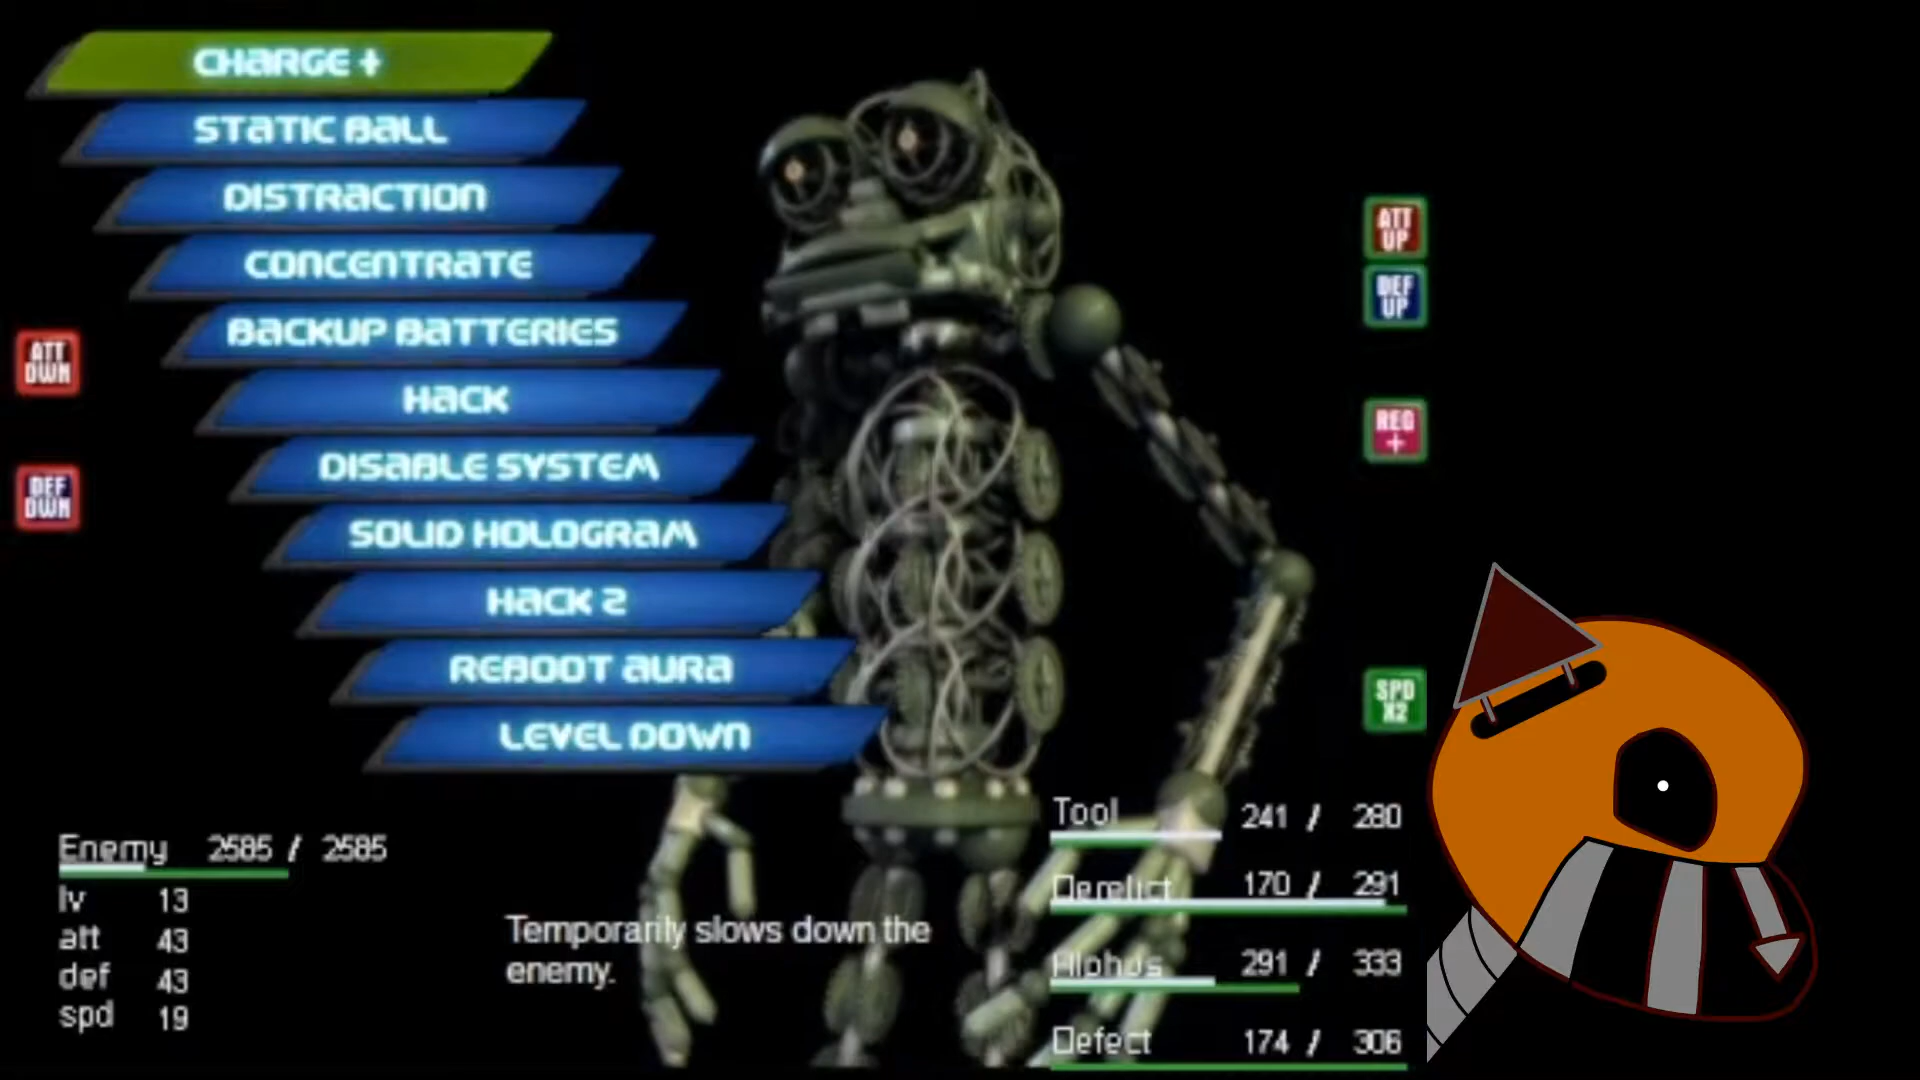 CHARGE +
STATIC BALL
DISTRACTION
CONCENTRATE
BACKUP BATTERIES
HACK
DISABLE SYSTEM
SOLID HOLOGRAM
HACK 2
REBOOT AURA
LEVEL DOWN
ATT DWN
DEF DWN
ATT UP
DEF UP
REG +
SPD X2
Enemy 2585 / 2585
lv 13
att 43
def 43
spd 19
Temporarily slows down the
enemy.
Tool 241 / 280
Derelict 170 / 291
Alphos 291 / 333
Defect 174 / 306